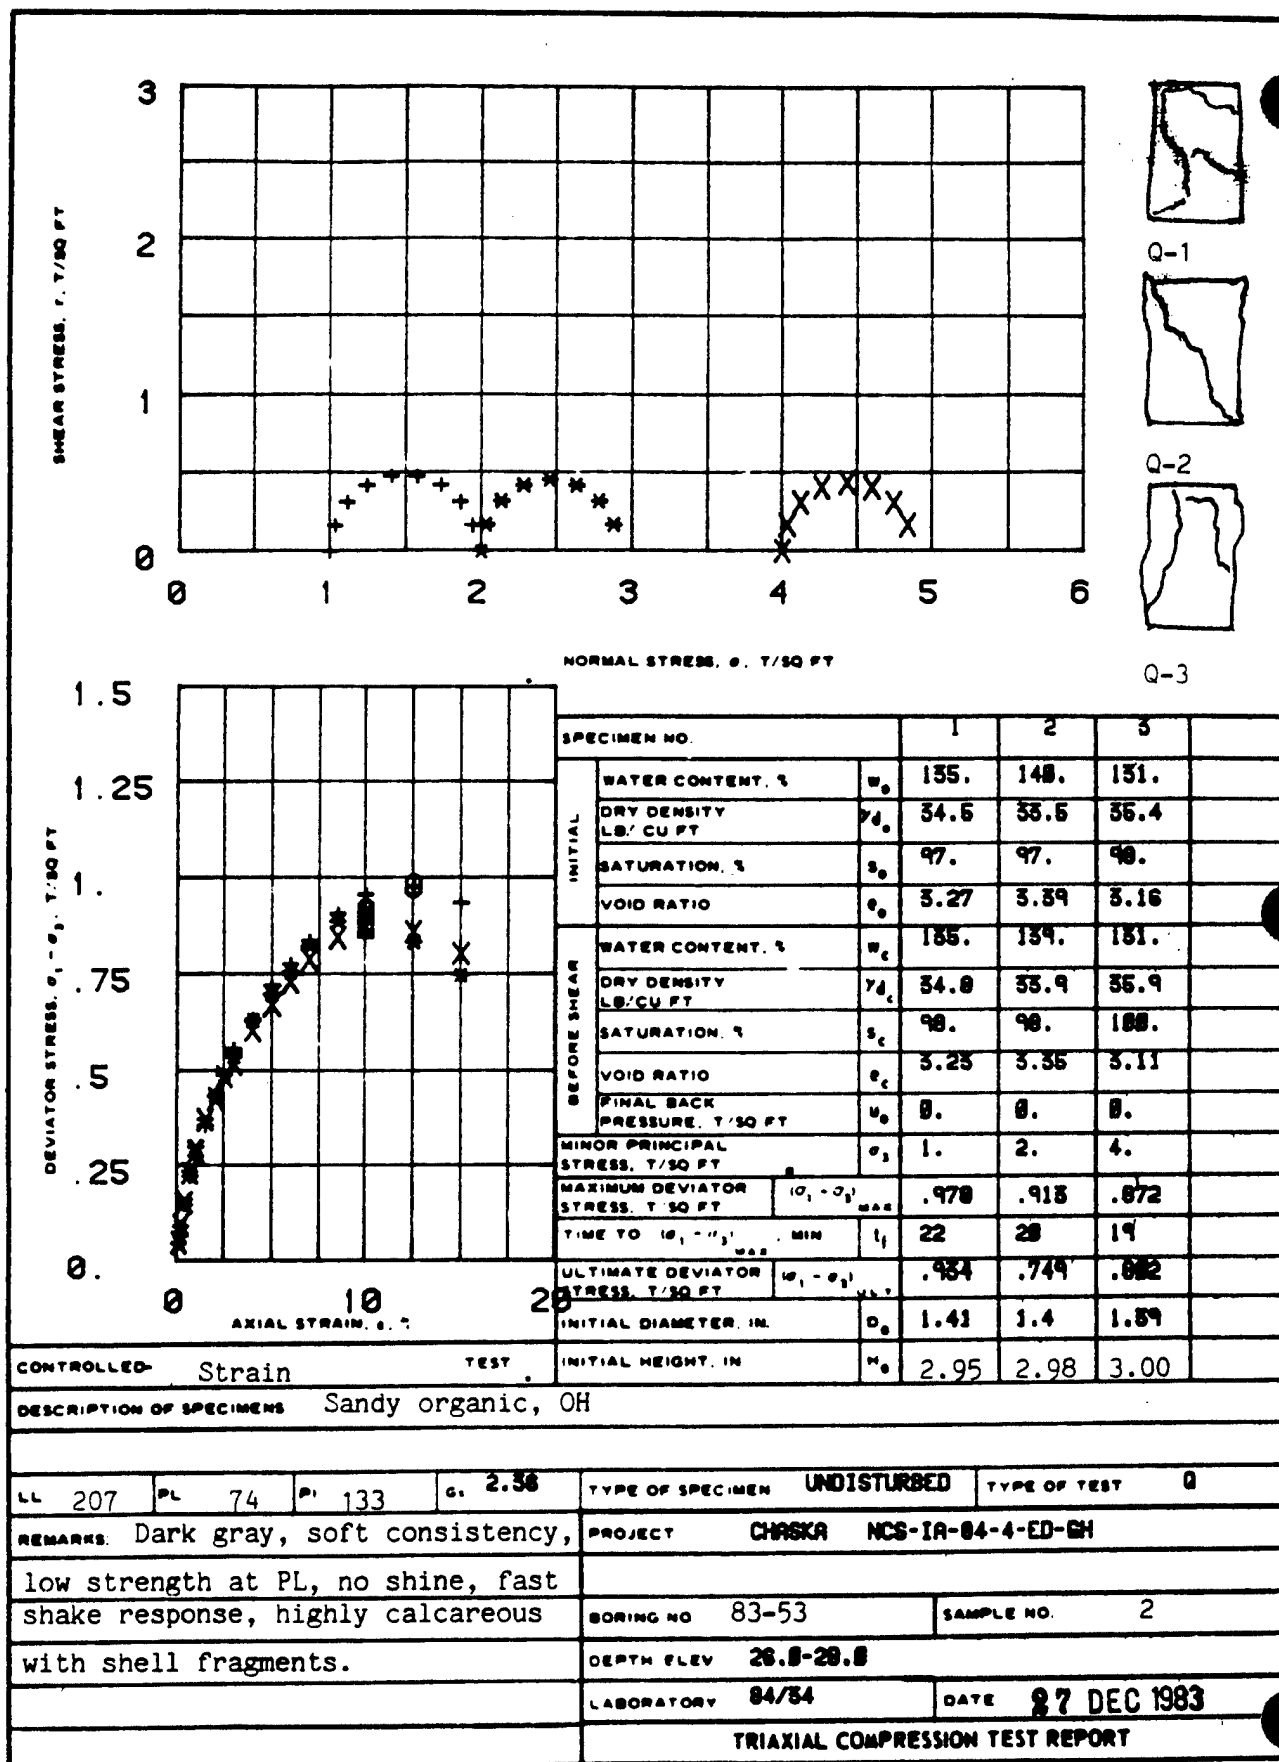 3
2
1
0
SHEAR STRESS, τ, T/SQ FT
0 1 2 3 4 5 6
NORMAL STRESS, σ, T/SQ FT
Q-1
Q-2
Q-3
1.5
1.25
1.
.75
.5
.25
0.
DEVIATOR STRESS, σ₁ - σ₃, T/SQ FT
0 10 20
AXIAL STRAIN, ε, %
SPECIMEN NO. 1 2 3
INITIAL
WATER CONTENT, % w₀ 135. 140. 131.
DRY DENSITY LB/CU FT γd₀ 34.5 33.5 35.4
SATURATION, % S₀ 97. 97. 98.
VOID RATIO e₀ 3.27 3.39 3.16
BEFORE SHEAR
WATER CONTENT, % wc 135. 139. 131.
DRY DENSITY LB/CU FT γdc 34.8 33.9 35.9
SATURATION, % Sc 98. 98. 100.
VOID RATIO ec 3.23 3.35 3.11
FINAL BACK PRESSURE, T/SQ FT u₀ 0. 0. 0.
MINOR PRINCIPAL STRESS, T/SQ FT σ₃ 1. 2. 4.
MAXIMUM DEVIATOR STRESS, T/SQ FT (σ₁ - σ₃) MAX .978 .913 .872
TIME TO (σ₁ - σ₃) MAX, MIN tf 22 20 19
ULTIMATE DEVIATOR STRESS, T/SQ FT (σ₁ - σ₃) ULT .934 .749
INITIAL DIAMETER, IN. D₀ 1.41 1.4 1.39
INITIAL HEIGHT, IN H₀ 2.95 2.98 3.00
CONTROLLED- Strain TEST
DESCRIPTION OF SPECIMENS Sandy organic, OH
LL 207 PL 74 PI 133 Gs 2.36 TYPE OF SPECIMEN UNDISTURBED TYPE OF TEST Q
REMARKS: Dark gray, soft consistency,
low strength at PL, no shine, fast
shake response, highly calcareous
with shell fragments.
PROJECT CHASKA NCS-IA-84-4-ED-GH
BORING NO 83-53 SAMPLE NO. 2
DEPTH ELEV 26.0-28.0
LABORATORY 84/34 DATE 27 DEC 1983
TRIAXIAL COMPRESSION TEST REPORT